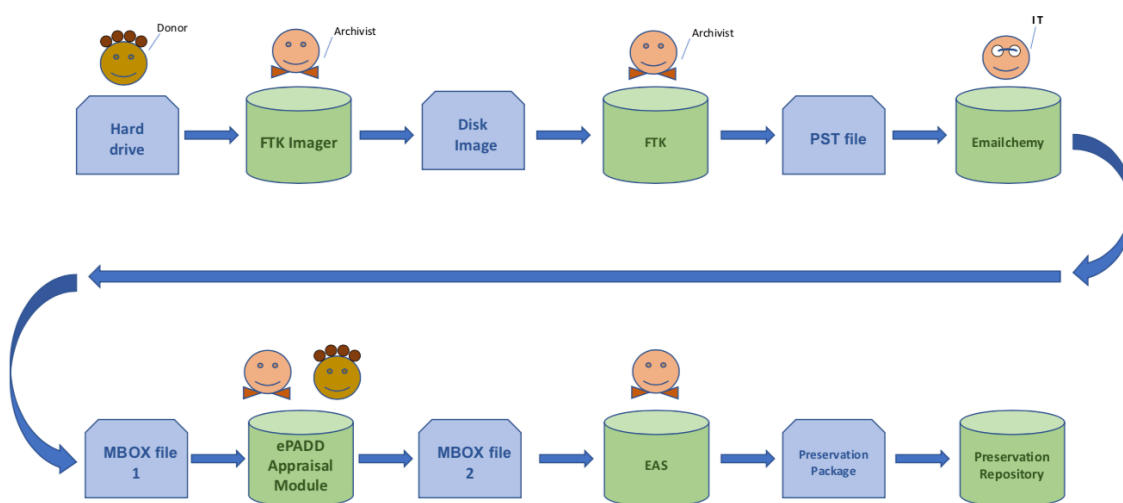 Donor
Archivist
Archivist
IT
Hard
drive
FTK Imager
Disk
Image
FTK
PST file
Emailchemy
MBOX file
1
ePADD
Appraisal
Module
MBOX file
2
EAS
Preservation
Package
Preservation
Repository